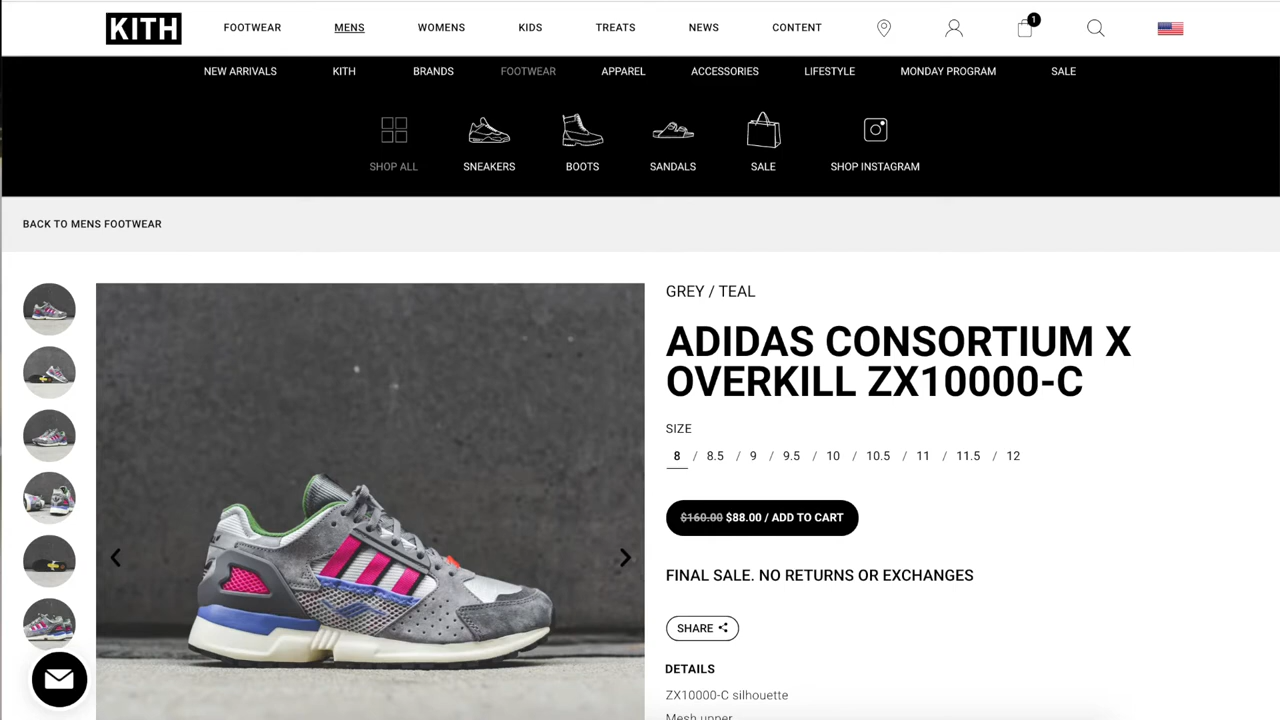 KITH FOOTWEAR MENS WOMENS KIDS TREATS NEWS CONTENT 1
NEW ARRIVALS KITH BRANDS FOOTWEAR APPAREL ACCESSORIES LIFESTYLE MONDAY PROGRAM SALE
SHOP ALL SNEAKERS BOOTS SANDALS SALE SHOP INSTAGRAM
BACK TO MENS FOOTWEAR
GREY / TEAL
ADIDAS CONSORTIUM X
OVERKILL ZX10000-C
SIZE
8 / 8.5 / 9 / 9.5 / 10 / 10.5 / 11 / 11.5 / 12
$160.00 $88.00 / ADD TO CART
FINAL SALE. NO RETURNS OR EXCHANGES
SHARE
DETAILS
ZX10000-C silhouette
Mesh upper